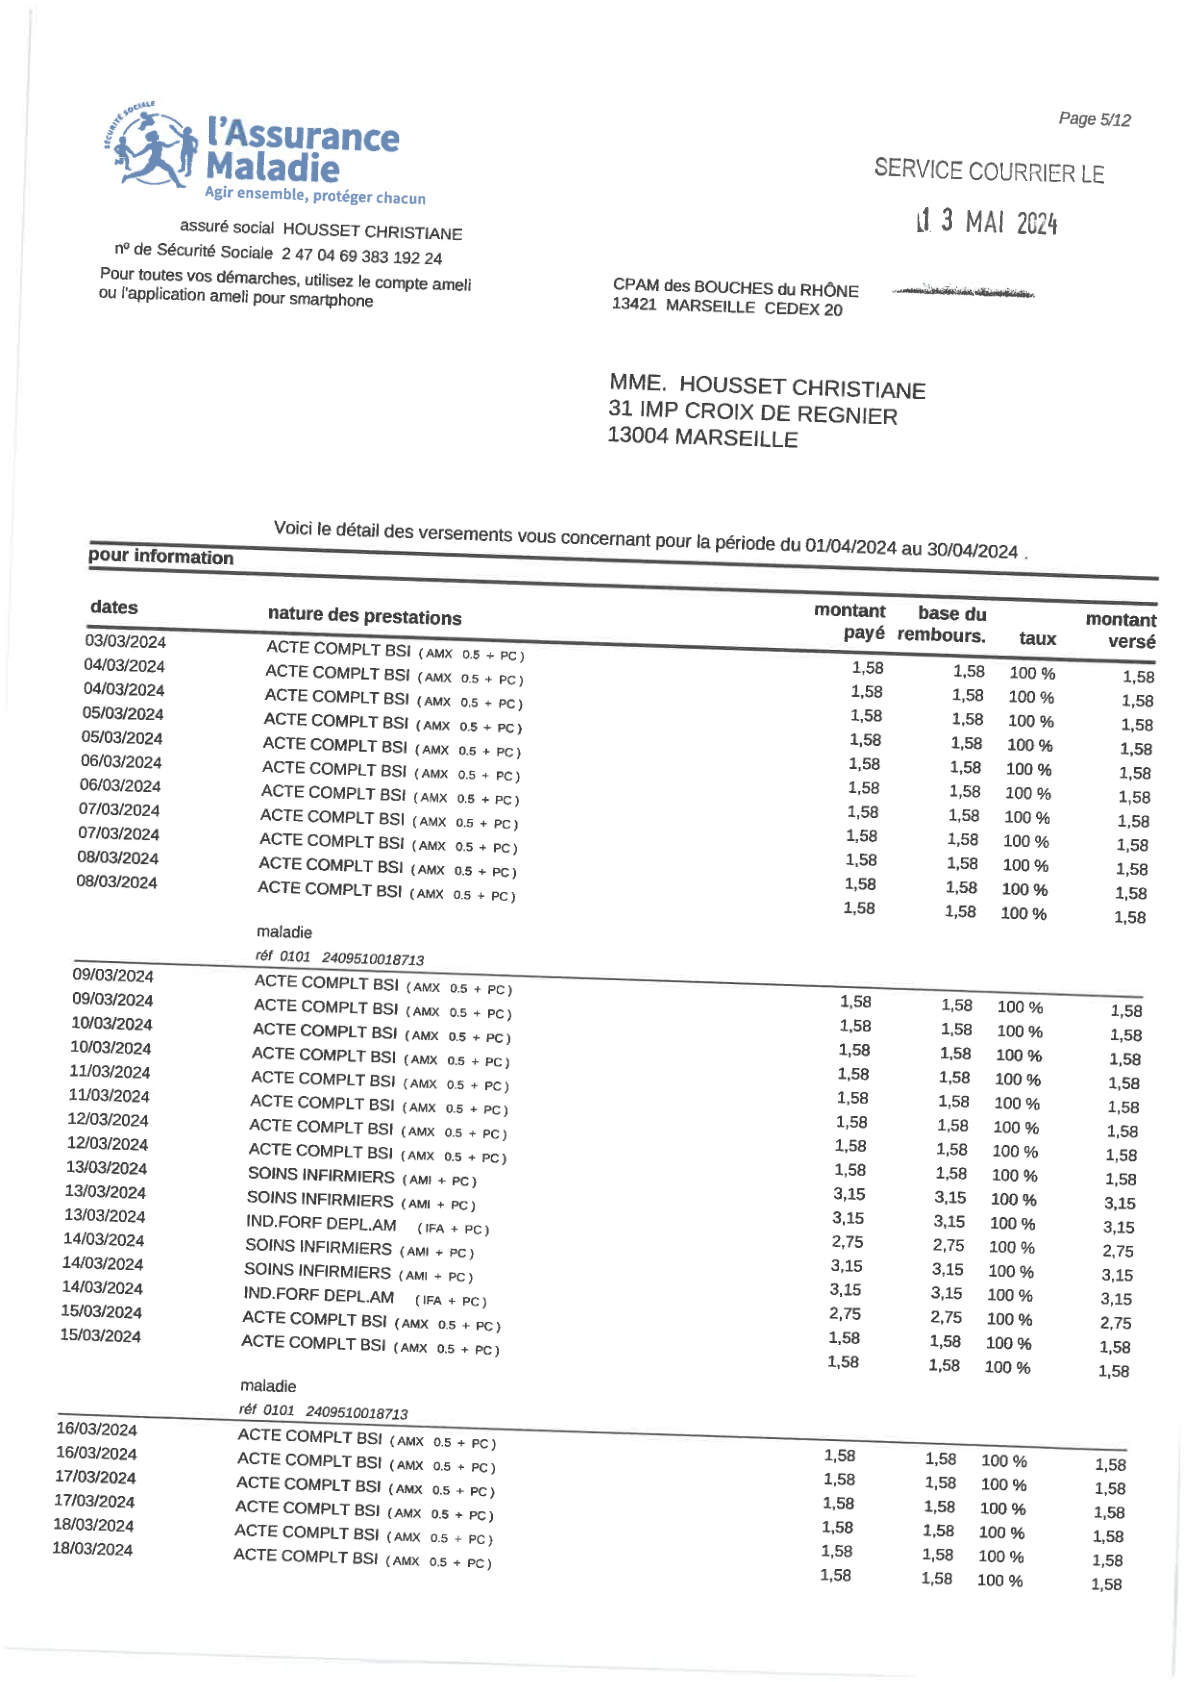 Page 5/12
SÉCURITÉ SOCIALE
l'Assurance
Maladie
Agir ensemble, protéger chacun
SERVICE COURRIER LE
13 MAI 2024
assuré social HOUSSET CHRISTIANE
nº de Sécurité Sociale 2 47 04 69 383 192 24
Pour toutes vos démarches, utilisez le compte ameli
ou l'application ameli pour smartphone
CPAM des BOUCHES du RHÔNE
13421 MARSEILLE CEDEX 20
MME. HOUSSET CHRISTIANE
31 IMP CROIX DE REGNIER
13004 MARSEILLE
Voici le détail des versements vous concernant pour la période du 01/04/2024 au 30/04/2024 .
pour information
dates nature des prestations montant payé base du rembours. taux montant versé
03/03/2024 ACTE COMPLT BSI ( AMX 0.5 + PC ) 1,58 1,58 100 % 1,58
04/03/2024 ACTE COMPLT BSI ( AMX 0.5 + PC ) 1,58 1,58 100 % 1,58
04/03/2024 ACTE COMPLT BSI ( AMX 0.5 + PC ) 1,58 1,58 100 % 1,58
05/03/2024 ACTE COMPLT BSI ( AMX 0.5 + PC ) 1,58 1,58 100 % 1,58
05/03/2024 ACTE COMPLT BSI ( AMX 0.5 + PC ) 1,58 1,58 100 % 1,58
06/03/2024 ACTE COMPLT BSI ( AMX 0.5 + PC ) 1,58 1,58 100 % 1,58
06/03/2024 ACTE COMPLT BSI ( AMX 0.5 + PC ) 1,58 1,58 100 % 1,58
07/03/2024 ACTE COMPLT BSI ( AMX 0.5 + PC ) 1,58 1,58 100 % 1,58
07/03/2024 ACTE COMPLT BSI ( AMX 0.5 + PC ) 1,58 1,58 100 % 1,58
08/03/2024 ACTE COMPLT BSI ( AMX 0.5 + PC ) 1,58 1,58 100 % 1,58
08/03/2024 ACTE COMPLT BSI ( AMX 0.5 + PC ) 1,58 1,58 100 % 1,58
maladie
réf 0101 2409510018713
09/03/2024 ACTE COMPLT BSI ( AMX 0.5 + PC ) 1,58 1,58 100 % 1,58
09/03/2024 ACTE COMPLT BSI ( AMX 0.5 + PC ) 1,58 1,58 100 % 1,58
10/03/2024 ACTE COMPLT BSI ( AMX 0.5 + PC ) 1,58 1,58 100 % 1,58
10/03/2024 ACTE COMPLT BSI ( AMX 0.5 + PC ) 1,58 1,58 100 % 1,58
11/03/2024 ACTE COMPLT BSI ( AMX 0.5 + PC ) 1,58 1,58 100 % 1,58
11/03/2024 ACTE COMPLT BSI ( AMX 0.5 + PC ) 1,58 1,58 100 % 1,58
12/03/2024 ACTE COMPLT BSI ( AMX 0.5 + PC ) 1,58 1,58 100 % 1,58
12/03/2024 ACTE COMPLT BSI ( AMX 0.5 + PC ) 1,58 1,58 100 % 1,58
13/03/2024 SOINS INFIRMIERS ( AMI + PC ) 3,15 3,15 100 % 3,15
13/03/2024 SOINS INFIRMIERS ( AMI + PC ) 3,15 3,15 100 % 3,15
13/03/2024 IND.FORF DEPL.AM ( IFA + PC ) 2,75 2,75 100 % 2,75
14/03/2024 SOINS INFIRMIERS ( AMI + PC ) 3,15 3,15 100 % 3,15
14/03/2024 SOINS INFIRMIERS ( AMI + PC ) 3,15 3,15 100 % 3,15
14/03/2024 IND.FORF DEPL.AM ( IFA + PC ) 2,75 2,75 100 % 2,75
15/03/2024 ACTE COMPLT BSI ( AMX 0.5 + PC ) 1,58 1,58 100 % 1,58
15/03/2024 ACTE COMPLT BSI ( AMX 0.5 + PC ) 1,58 1,58 100 % 1,58
maladie
réf 0101 2409510018713
16/03/2024 ACTE COMPLT BSI ( AMX 0.5 + PC ) 1,58 1,58 100 % 1,58
16/03/2024 ACTE COMPLT BSI ( AMX 0.5 + PC ) 1,58 1,58 100 % 1,58
17/03/2024 ACTE COMPLT BSI ( AMX 0.5 + PC ) 1,58 1,58 100 % 1,58
17/03/2024 ACTE COMPLT BSI ( AMX 0.5 + PC ) 1,58 1,58 100 % 1,58
18/03/2024 ACTE COMPLT BSI ( AMX 0.5 + PC ) 1,58 1,58 100 % 1,58
18/03/2024 ACTE COMPLT BSI ( AMX 0.5 + PC ) 1,58 1,58 100 % 1,58